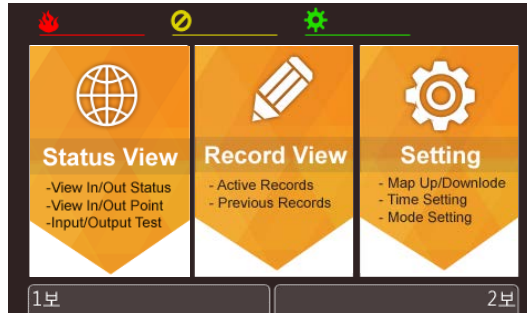 Status View
-View In/Out Status
-View In/Out Point
-Input/Output Test
Record View
- Active Records
- Previous Records
Setting
- Map Up/Downlode
- Time Setting
- Mode Setting
1보
2보